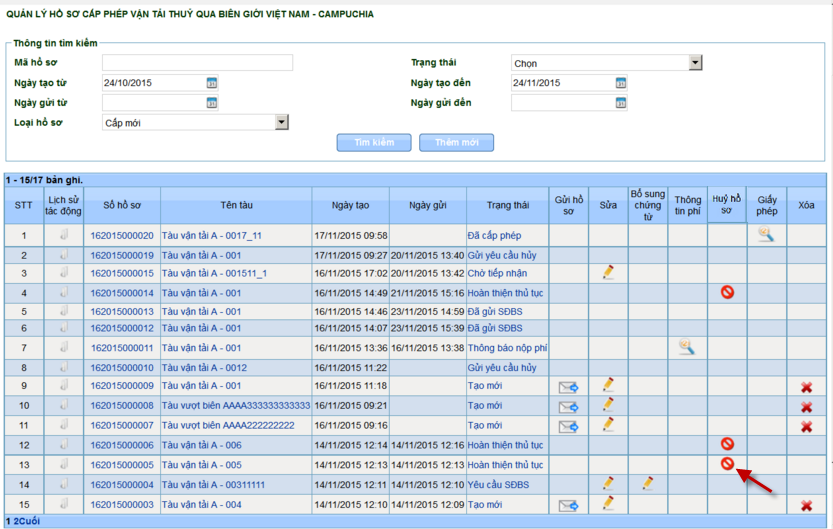 QUẢN LÝ HỒ SƠ CẤP PHÉP VẬN TẢI THUỶ QUA BIÊN GIỚI VIỆT NAM - CAMPUCHIA
Thông tin tìm kiếm
Mã hồ sơ Trạng thái Chọn
Ngày tạo từ 24/10/2015 Ngày tạo đến 24/11/2015
Ngày gửi từ Ngày gửi đến
Loại hồ sơ Cấp mới
Tìm kiếm Thêm mới
1 - 15/17 bản ghi.
STT Lịch sử tác động Số hồ sơ Tên tàu Ngày tạo Ngày gửi Trạng thái Gửi hồ sơ Sửa Bổ sung chứng từ Thông tin phí Huỷ hồ sơ Giấy phép Xóa
1 162015000020 Tàu vận tải A - 0017_11 17/11/2015 09:58 Đã cấp phép
2 162015000019 Tàu vận tải A - 001 17/11/2015 09:27 20/11/2015 13:40 Gửi yêu cầu hủy
3 162015000015 Tàu vận tải A - 001511_1 16/11/2015 17:02 20/11/2015 13:42 Chờ tiếp nhận
4 162015000014 Tàu vận tải A - 001 16/11/2015 14:49 21/11/2015 15:16 Hoàn thiện thủ tục
5 162015000013 Tàu vận tải A - 001 16/11/2015 14:46 23/11/2015 14:59 Đã gửi SĐBS
6 162015000012 Tàu vận tải A - 001 16/11/2015 14:07 23/11/2015 15:39 Đã gửi SĐBS
7 162015000011 Tàu vận tải A - 001 16/11/2015 13:36 16/11/2015 13:38 Thông báo nộp phí
8 162015000010 Tàu vận tải A - 0012 16/11/2015 11:22 Gửi yêu cầu hủy
9 162015000009 Tàu vận tải A - 001 16/11/2015 11:18 Tạo mới
10 162015000008 Tàu vượt biên AAAA333333333333 16/11/2015 09:21 Tạo mới
11 162015000007 Tàu vượt biên AAAA222222222 16/11/2015 09:16 Tạo mới
12 162015000006 Tàu vận tải A - 006 14/11/2015 12:14 14/11/2015 12:16 Hoàn thiện thủ tục
13 162015000005 Tàu vận tải A - 005 14/11/2015 12:13 14/11/2015 12:13 Hoàn thiện thủ tục
14 162015000004 Tàu vận tải A - 00311111 14/11/2015 12:11 14/11/2015 12:10 Yêu cầu SĐBS
15 162015000003 Tàu vận tải A - 004 14/11/2015 12:10 14/11/2015 12:09 Tạo mới
1 2Cuối